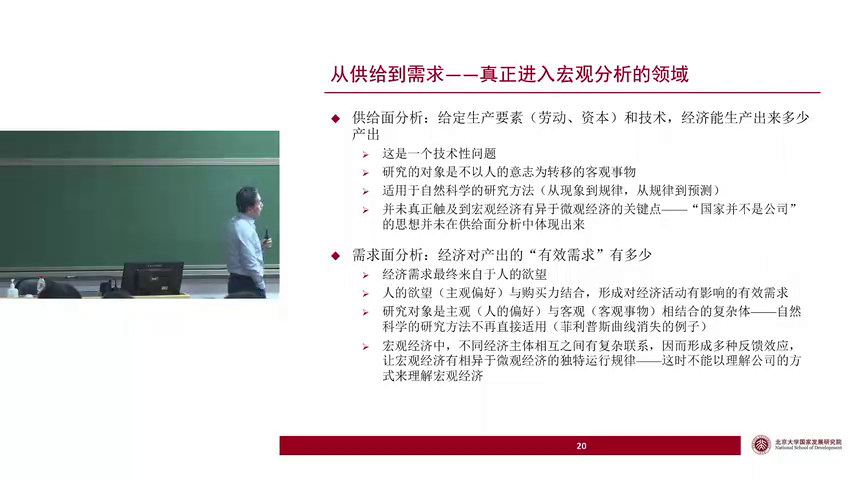 从供给到需求——真正进入宏观分析的领域
供给面分析：给定生产要素（劳动、资本）和技术，经济能生产出来多少
产出
这是一个技术性问题
研究的对象是不以人的意志为转移的客观事物
适用于自然科学的研究方法（从现象到规律，从规律到预测）
并未真正触及到宏观经济有异于微观经济的关键点——“国家并不是公司”
的思想并未在供给面分析中体现出来
需求面分析：经济对产出的“有效需求”有多少
经济需求最终来自于人的欲望
人的欲望（主观偏好）与购买力结合，形成对经济活动有影响的有效需求
研究对象是主观（人的偏好）与客观（客观事物）相结合的复杂体——自然
科学的研究方法不再直接适用（菲利普斯曲线消失的例子）
宏观经济中，不同经济主体相互之间有复杂联系，因而形成多种反馈效应，
让宏观经济有相异于微观经济的独特运行规律——这时不能以理解公司的方
式来理解宏观经济
20
北京大学国家发展研究院
National School of Development